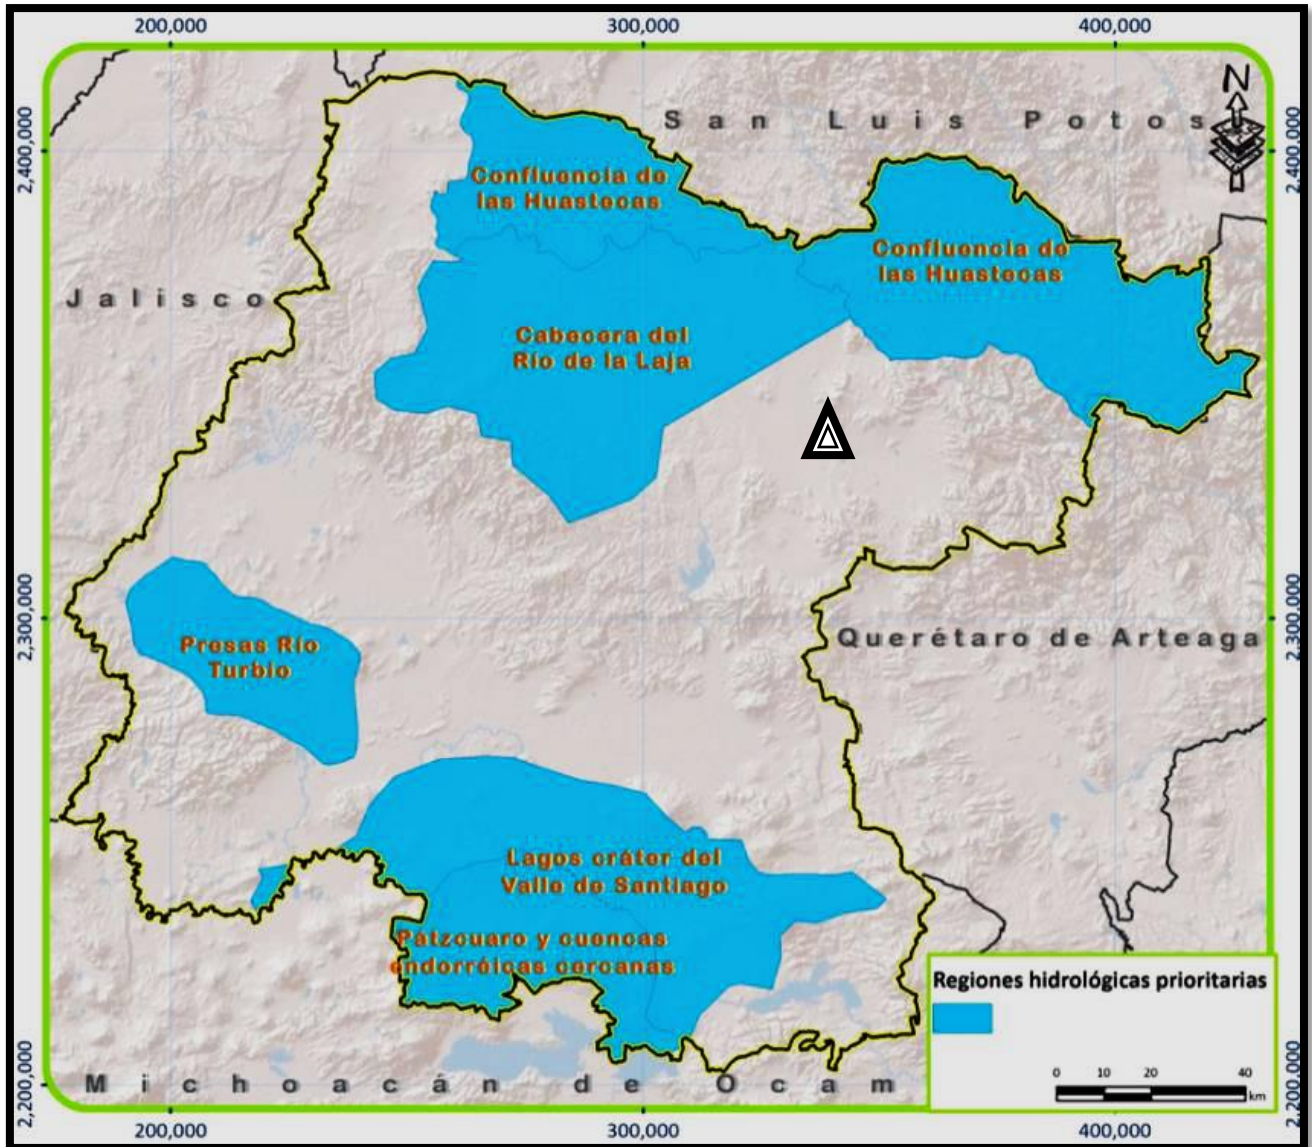 200,000 300,000 400,000
N
San Luis Potos
2,400,000 2,400,000
Confluencia de
las Huastecas
Confluencia de
las Huastecas
Jalisco
Cabecera del
Río de la Laja
2,300,000 2,300,000
Presas Río
Turbio
Querétaro de Arteaga
Lagos cráter del
Valle de Santiago
Pátzcuaro y cuencas
endorréicas cercanas
Regiones hidrológicas prioritarias
0 10 20 40
km
2,200,000 2,200,000
Michoacán de Ocam
200,000 300,000 400,000